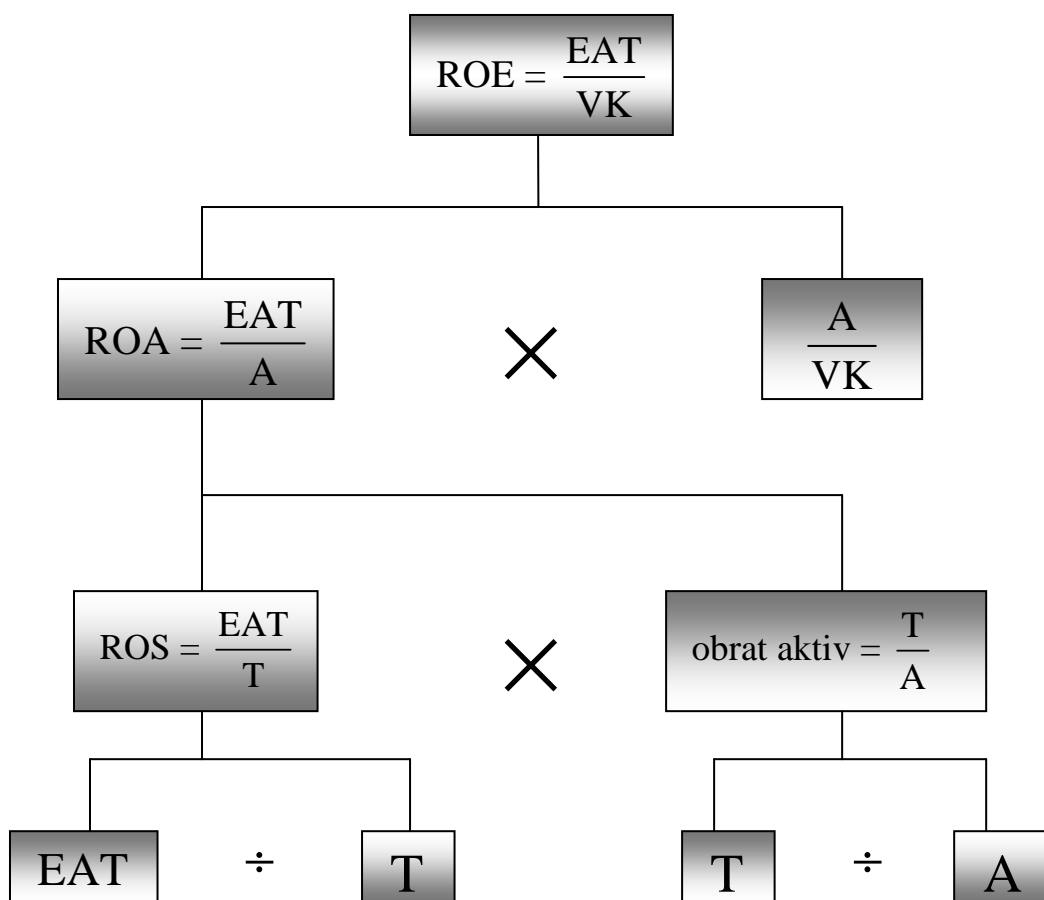 ROE = EAT / VK
ROA = EAT / A
×
A / VK
ROS = EAT / T
×
obrat aktiv = T / A
EAT ÷ T
T ÷ A